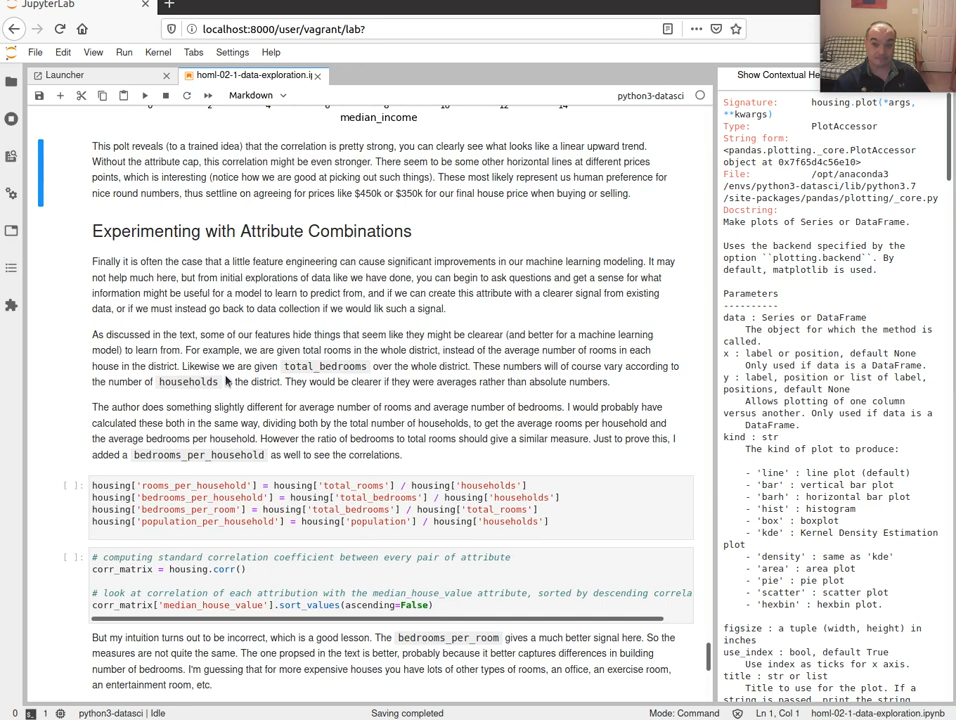 JupyterLab
localhost:8000/user/vagrant/lab?
File Edit View Run Kernel Tabs Settings Help
Launcher
homl-02-1-data-exploration.ip
Markdown
python3-datasci
median_income
This polt reveals (to a trained idea) that the correlation is pretty strong, you can clearly see what looks like a linear upward trend.
Without the attribute cap, this correlation might be even stronger. There seem to be some other horizontal lines at different prices
points, which is interesting (notice how we are good at picking out such things). These most likely represent us human preference for
nice round numbers, thus settline on agreeing for prices like $450k or $350k for our final house price when buying or selling.
Experimenting with Attribute Combinations
Finally it is often the case that a little feature engineering can cause significant improvements in our machine learning modeling. It may
not help much here, but from initial explorations of data like we have done, you can begin to ask questions and get a sense for what
information might be useful for a model to learn to predict from, and if we can create this attribute with a clearer signal from existing
data, or if we must instead go back to data collection if we would lik such a signal.
As discussed in the text, some of our features hide things that seem like they might be clearear (and better for a machine learning
model) to learn from. For example, we are given total rooms in the whole district, instead of the average number of rooms in each
house in the district. Likewise we are given total_bedrooms over the whole district. These numbers will of course vary according to
the number of households in the district. They would be clearer if they were averages rather than absolute numbers.
The author does something slightly different for average number of rooms and average number of bedrooms. I would probably have
calculated these both in the same way, dividing both by the total number of households, to get the average rooms per household and
the average bedrooms per household. However the ratio of bedrooms to total rooms should give a similar measure. Just to prove this, I
added a bedrooms_per_household as well to see the correlations.
[ ]: housing['rooms_per_household'] = housing['total_rooms'] / housing['households']
housing['bedrooms_per_household'] = housing['total_bedrooms'] / housing['households']
housing['bedrooms_per_room'] = housing['total_bedrooms'] / housing['total_rooms']
housing['population_per_household'] = housing['population'] / housing['households']
[ ]: # computing standard correlation coefficient between every pair of attribute
corr_matrix = housing.corr()
# look at correlation of each attribution with the median_house_value attribute, sorted by descending correla
corr_matrix['median_house_value'].sort_values(ascending=False)
But my intuition turns out to be incorrect, which is a good lesson. The bedrooms_per_room gives a much better signal here. So the
measures are not quite the same. The one propsed in the text is better, probably because it better captures differences in building
number of bedrooms. I'm guessing that for more expensive houses you have lots of other types of rooms, an office, an exercise room,
an entertainment room, etc.
Show Contextual He
Signature: housing.plot(*args,
**kwargs)
Type: PlotAccessor
String form:
<pandas.plotting._core.PlotAccessor
object at 0x7f65d4c56e10>
File: /opt/anaconda3
/envs/python3-datasci/lib/python3.7
/site-packages/pandas/plotting/_core.py
Docstring:
Make plots of Series or DataFrame.
Uses the backend specified by the
option ``plotting.backend``. By
default, matplotlib is used.
Parameters
----------
data : Series or DataFrame
The object for which the method is
called.
x : label or position, default None
Only used if data is a DataFrame.
y : label, position or list of label,
positions, default None
Allows plotting of one column
versus another. Only used if data is a
DataFrame.
kind : str
The kind of plot to produce:
- 'line' : line plot (default)
- 'bar' : vertical bar plot
- 'barh' : horizontal bar plot
- 'hist' : histogram
- 'box' : boxplot
- 'kde' : Kernel Density Estimation
plot
- 'density' : same as 'kde'
- 'area' : area plot
- 'pie' : pie plot
- 'scatter' : scatter plot
- 'hexbin' : hexbin plot.
figsize : a tuple (width, height) in
inches
use_index : bool, default True
Use index as ticks for x axis.
title : str or list
Title to use for the plot. If a
string is passed, print the string
0 1 python3-datasci | Idle
Saving completed
Mode: Command
Ln 1, Col 1
homl-02-1-data-exploration.ipynb